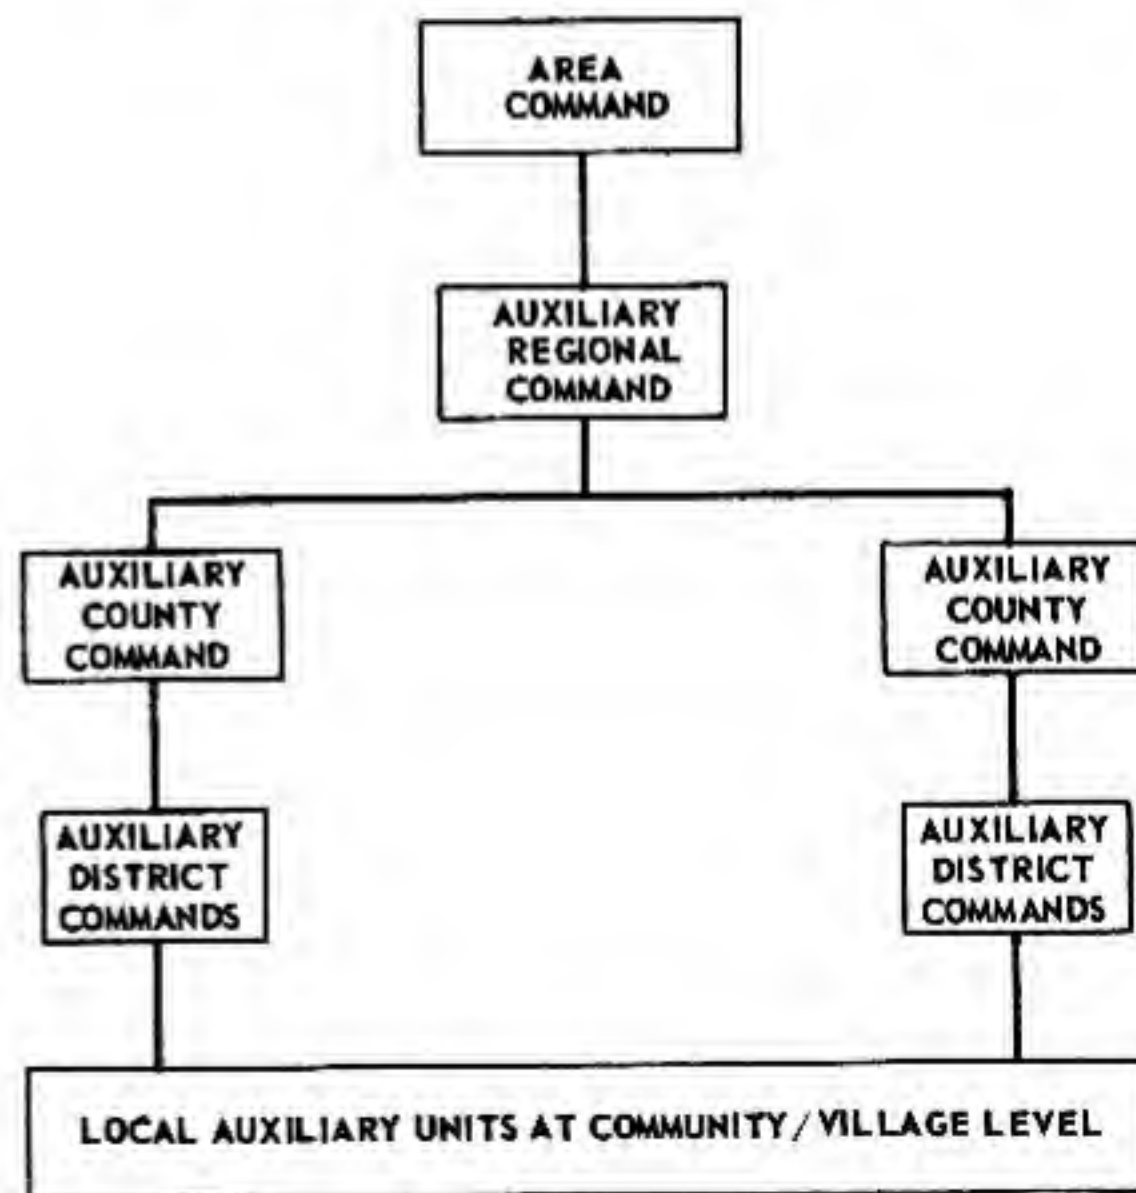 AREA
COMMAND
AUXILIARY
REGIONAL
COMMAND
AUXILIARY
COUNTY
COMMAND
AUXILIARY
COUNTY
COMMAND
AUXILIARY
DISTRICT
COMMANDS
AUXILIARY
DISTRICT
COMMANDS
LOCAL AUXILIARY UNITS AT COMMUNITY/VILLAGE LEVEL